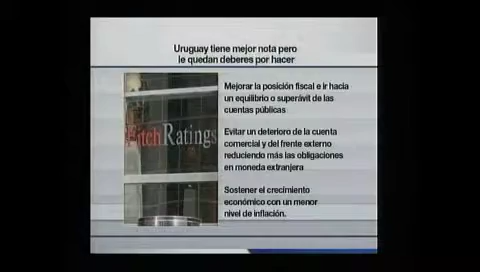 Uruguay tiene mejor nota pero
le quedan deberes por hacer
Mejorar la posición fiscal e ir hacia
un equilibrio o superávit de las
cuentas públicas
FitchRatings
Evitar un deterioro de la cuenta
comercial y del frente externo
reduciendo más las obligaciones
en moneda extranjera
Sostener el crecimiento
económico con un menor
nivel de inflación.